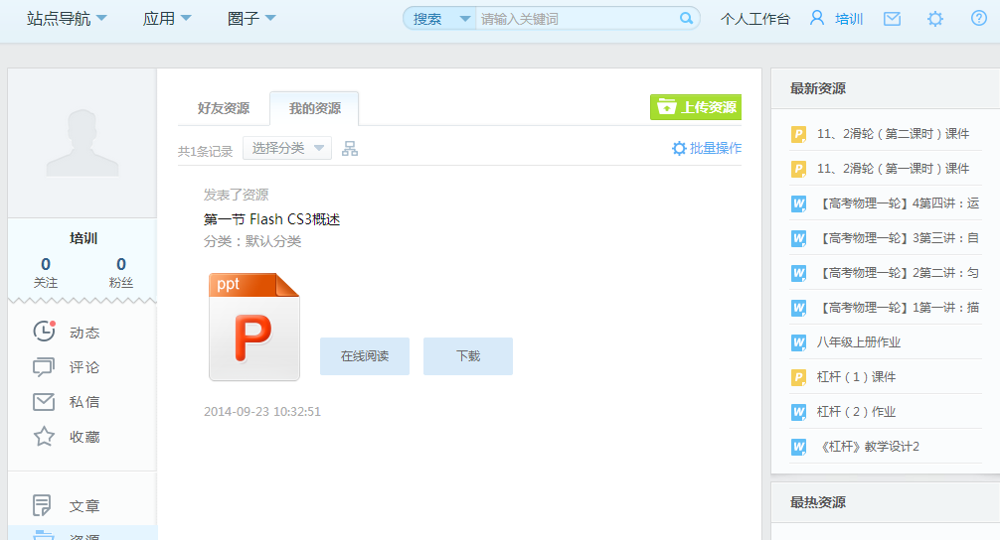 站点导航 应用 圈子 搜索 请输入关键词 个人工作台 培训
好友资源 我的资源 上传资源
共1条记录 选择分类 批量操作
发表了资源
第一节 Flash CS3概述
分类：默认分类
ppt
P
在线阅读 下载
2014-09-23 10:32:51
培训
0 0
关注 粉丝
动态
评论
私信
收藏
文章
资源
最新资源
P 11、2滑轮（第二课时）课件
P 11、2滑轮（第一课时）课件
W 【高考物理一轮】4第四讲：运
W 【高考物理一轮】3第三讲：自
W 【高考物理一轮】2第二讲：匀
W 【高考物理一轮】1第一讲：描
W 八年级上册作业
P 杠杆（1）课件
W 杠杆（2）作业
W 《杠杆》教学设计2
最热资源